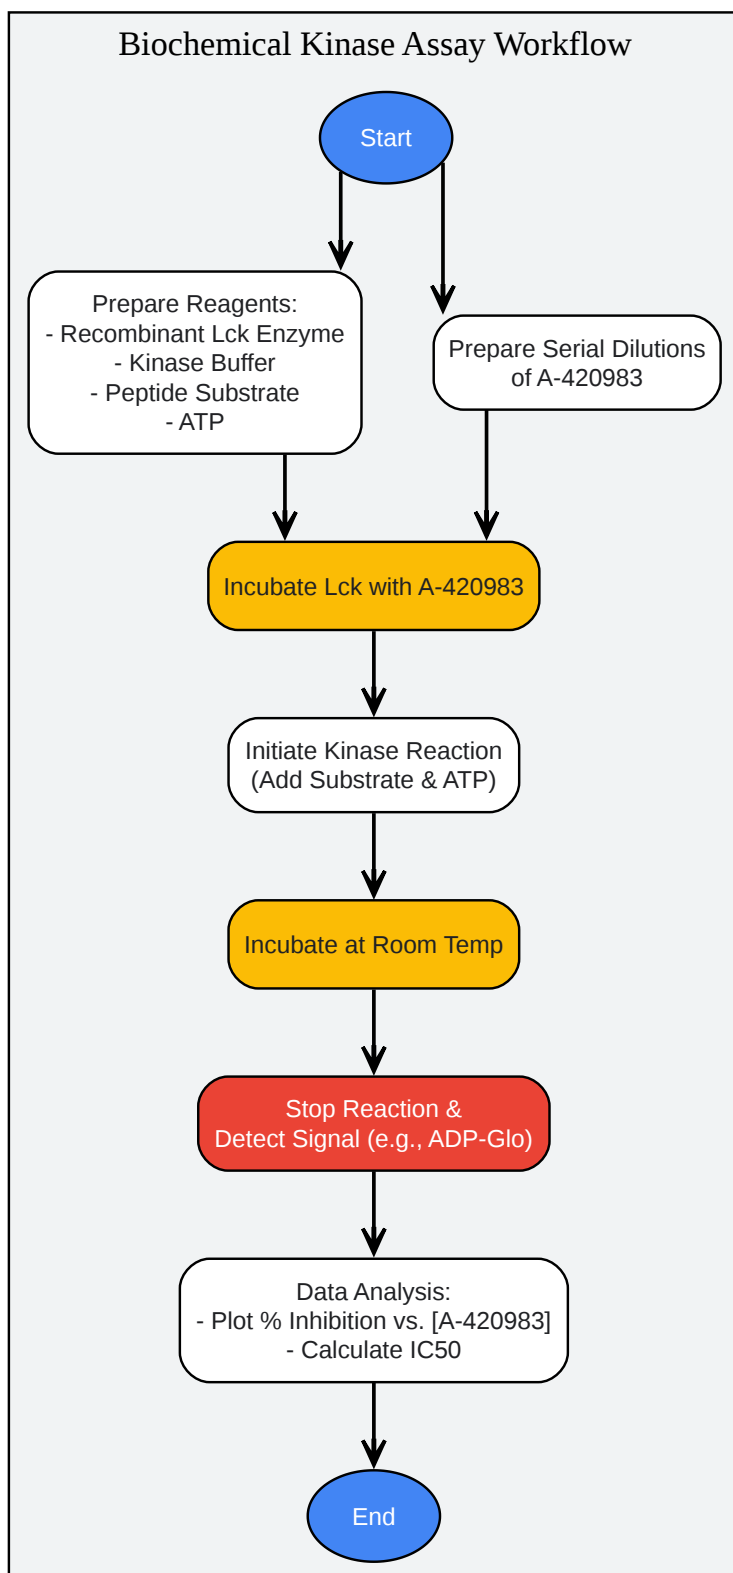 Biochemical Kinase Assay Workflow
Start
Prepare Reagents:
- Recombinant Lck Enzyme
- Kinase Buffer
- Peptide Substrate
- ATP
Prepare Serial Dilutions
of A-420983
Incubate Lck with A-420983
Initiate Kinase Reaction
(Add Substrate & ATP)
Incubate at Room Temp
Stop Reaction &
Detect Signal (e.g., ADP-Glo)
Data Analysis:
- Plot % Inhibition vs. [A-420983]
- Calculate IC50
End